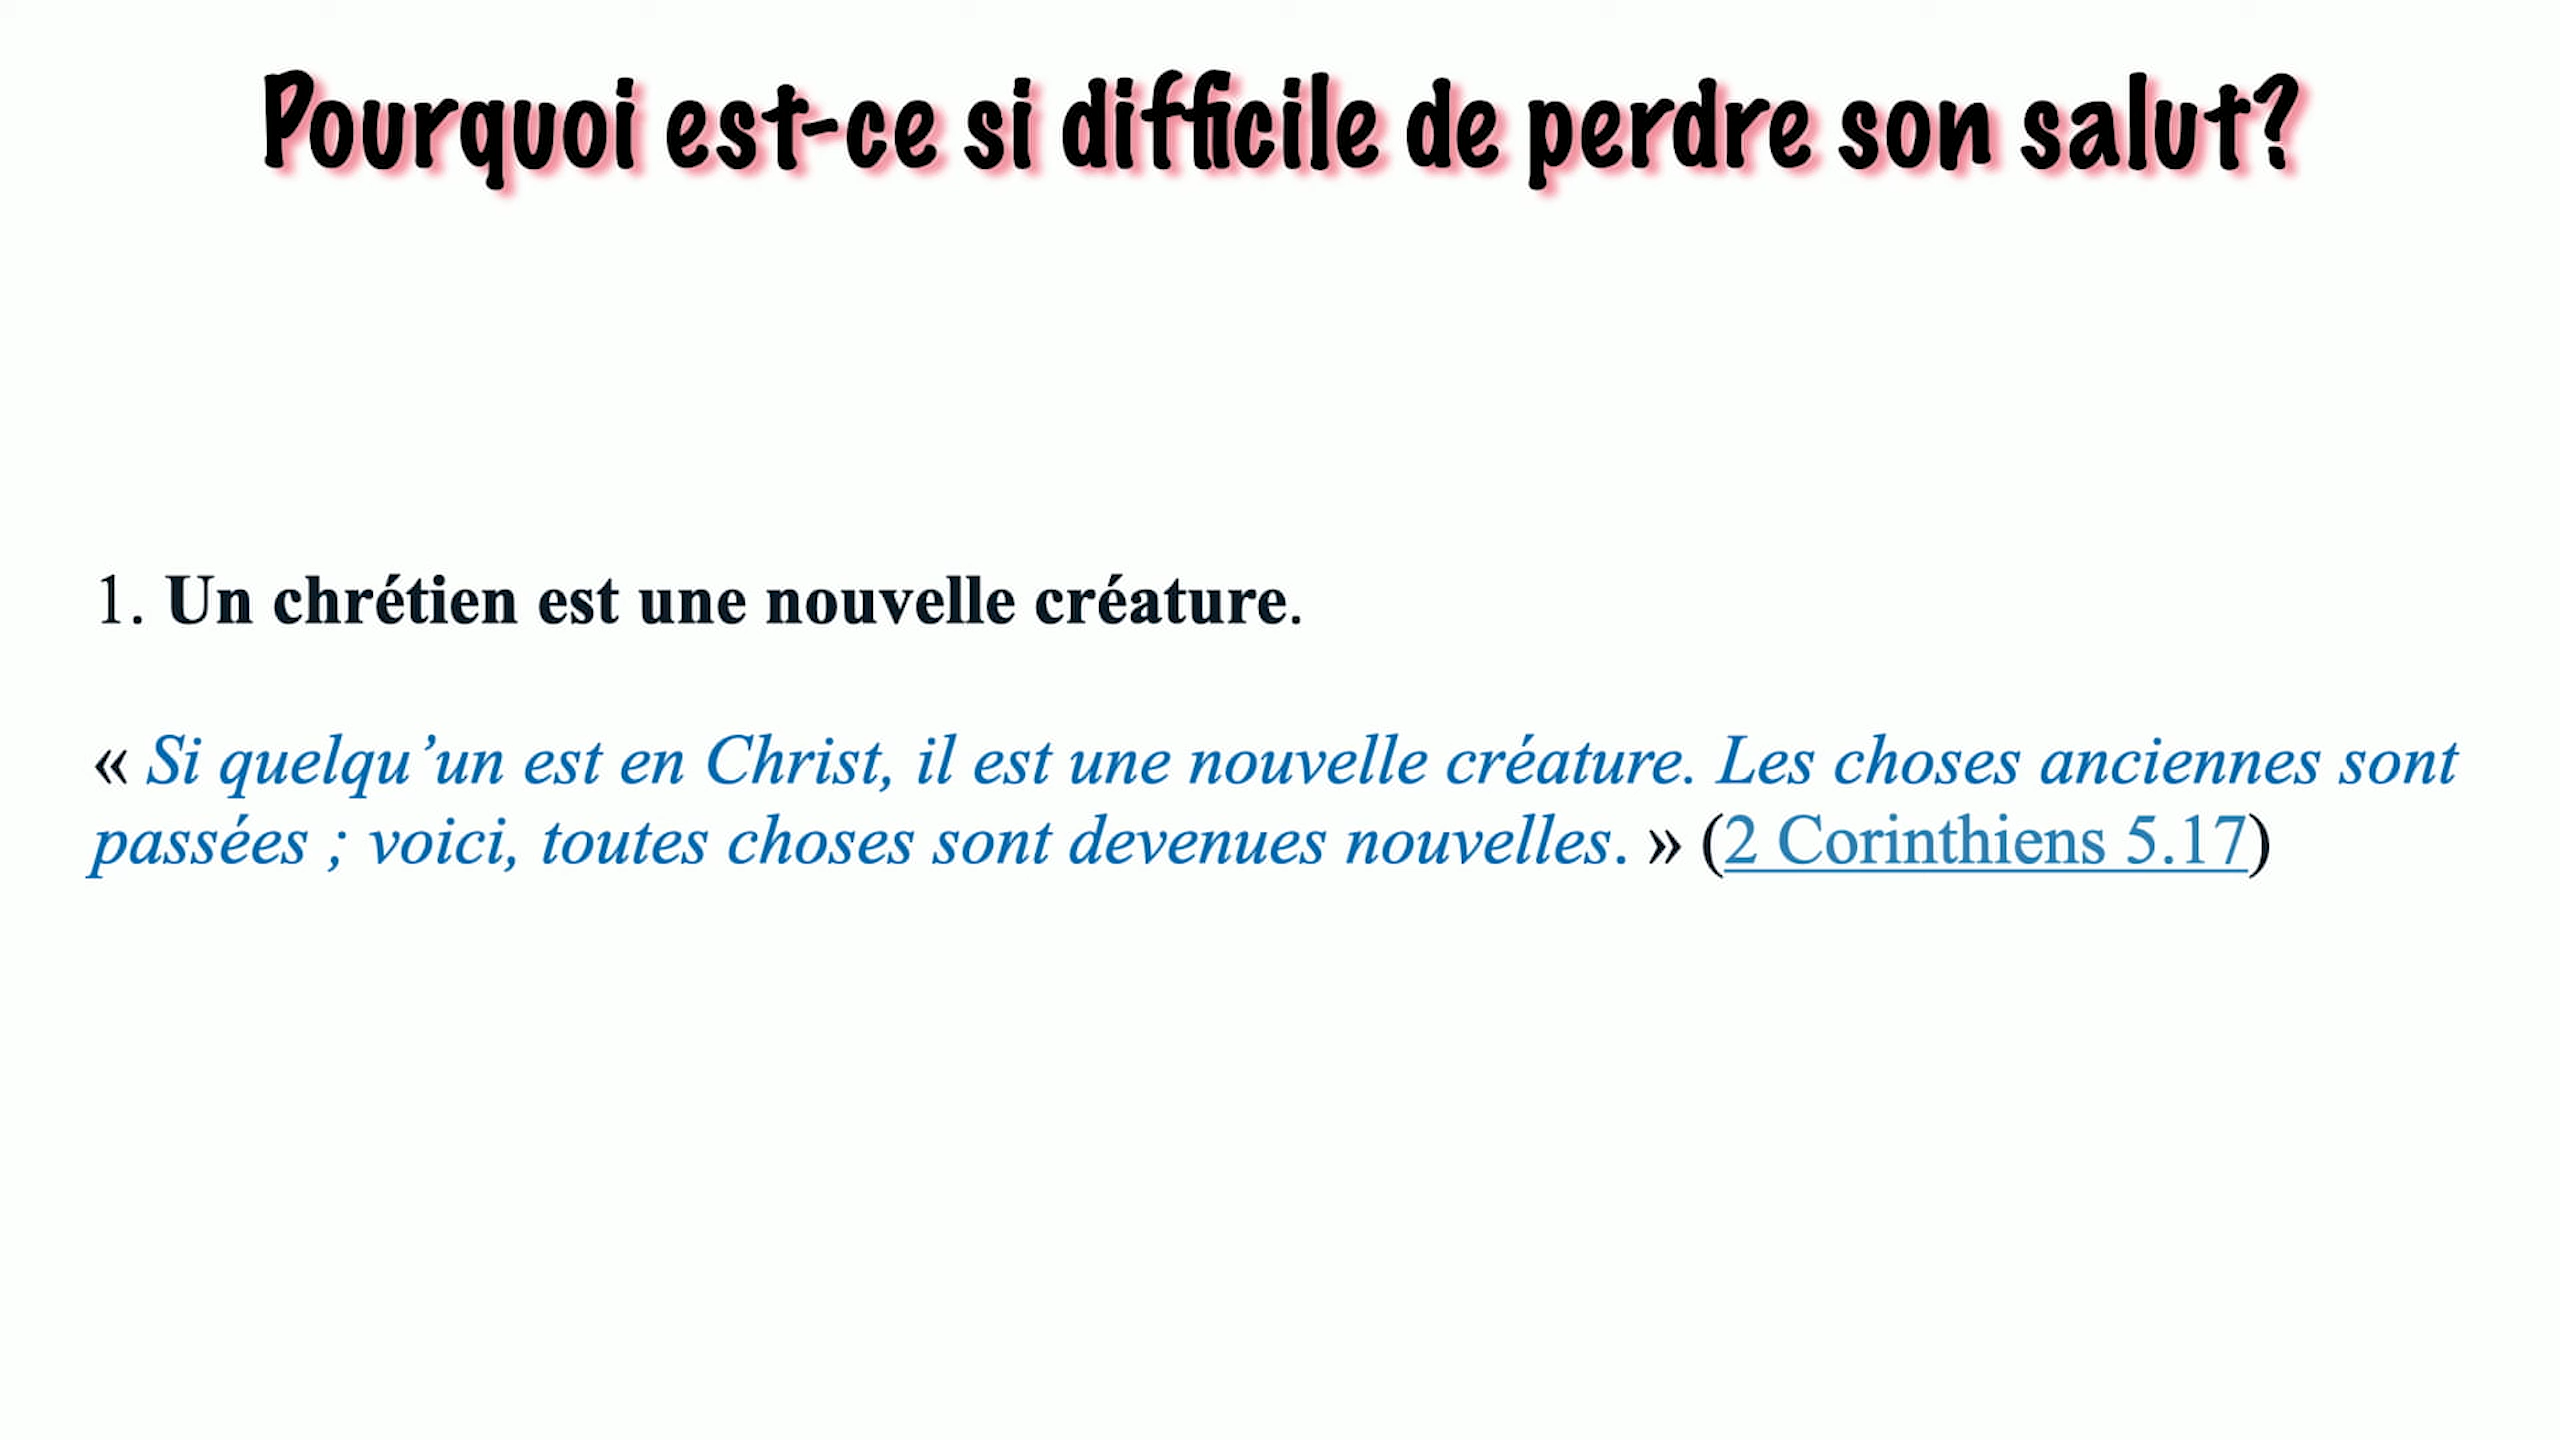 Pourquoi est-ce si difficile de perdre son salut?
1. Un chrétien est une nouvelle créature.
« Si quelqu’un est en Christ, il est une nouvelle créature. Les choses anciennes sont
passées ; voici, toutes choses sont devenues nouvelles. » (2 Corinthiens 5.17)